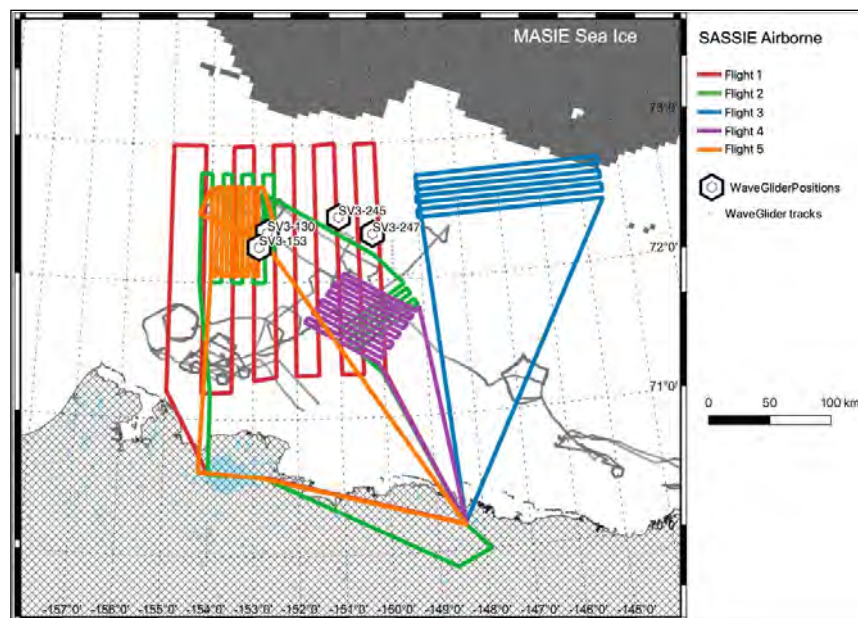 MASIE Sea Ice
SASSIE Airborne
Flight 1
Flight 2
Flight 3
Flight 4
Flight 5
WaveGliderPositions
WaveGlider tracks
73°0'
SV3-245
SV3-130
SV3-247
SV3-153
72°0'
71°0'
0 50 100 km
70°0'
-157°0' -156°0' -155°0' -154°0' -153°0' -152°0' -151°0' -150°0' -149°0' -148°0' -147°0' -146°0' -145°0'